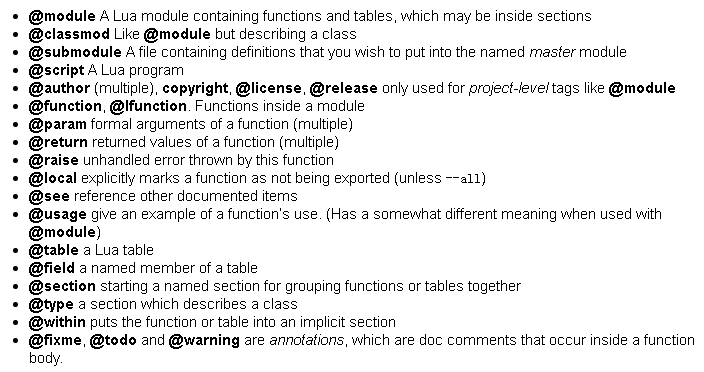 • @module A Lua module containing functions and tables, which may be inside sections
• @classmod Like @module but describing a class
• @submodule A file containing definitions that you wish to put into the named master module
• @script A Lua program
• @author (multiple), copyright, @license, @release only used for project-level tags like @module
• @function, @lfunction. Functions inside a module
• @param formal arguments of a function (multiple)
• @return returned values of a function (multiple)
• @raise unhandled error thrown by this function
• @local explicitly marks a function as not being exported (unless --all)
• @see reference other documented items
• @usage give an example of a function's use. (Has a somewhat different meaning when used with
@module)
• @table a Lua table
• @field a named member of a table
• @section starting a named section for grouping functions or tables together
• @type a section which describes a class
• @within puts the function or table into an implicit section
• @fixme, @todo and @warning are annotations, which are doc comments that occur inside a function
body.